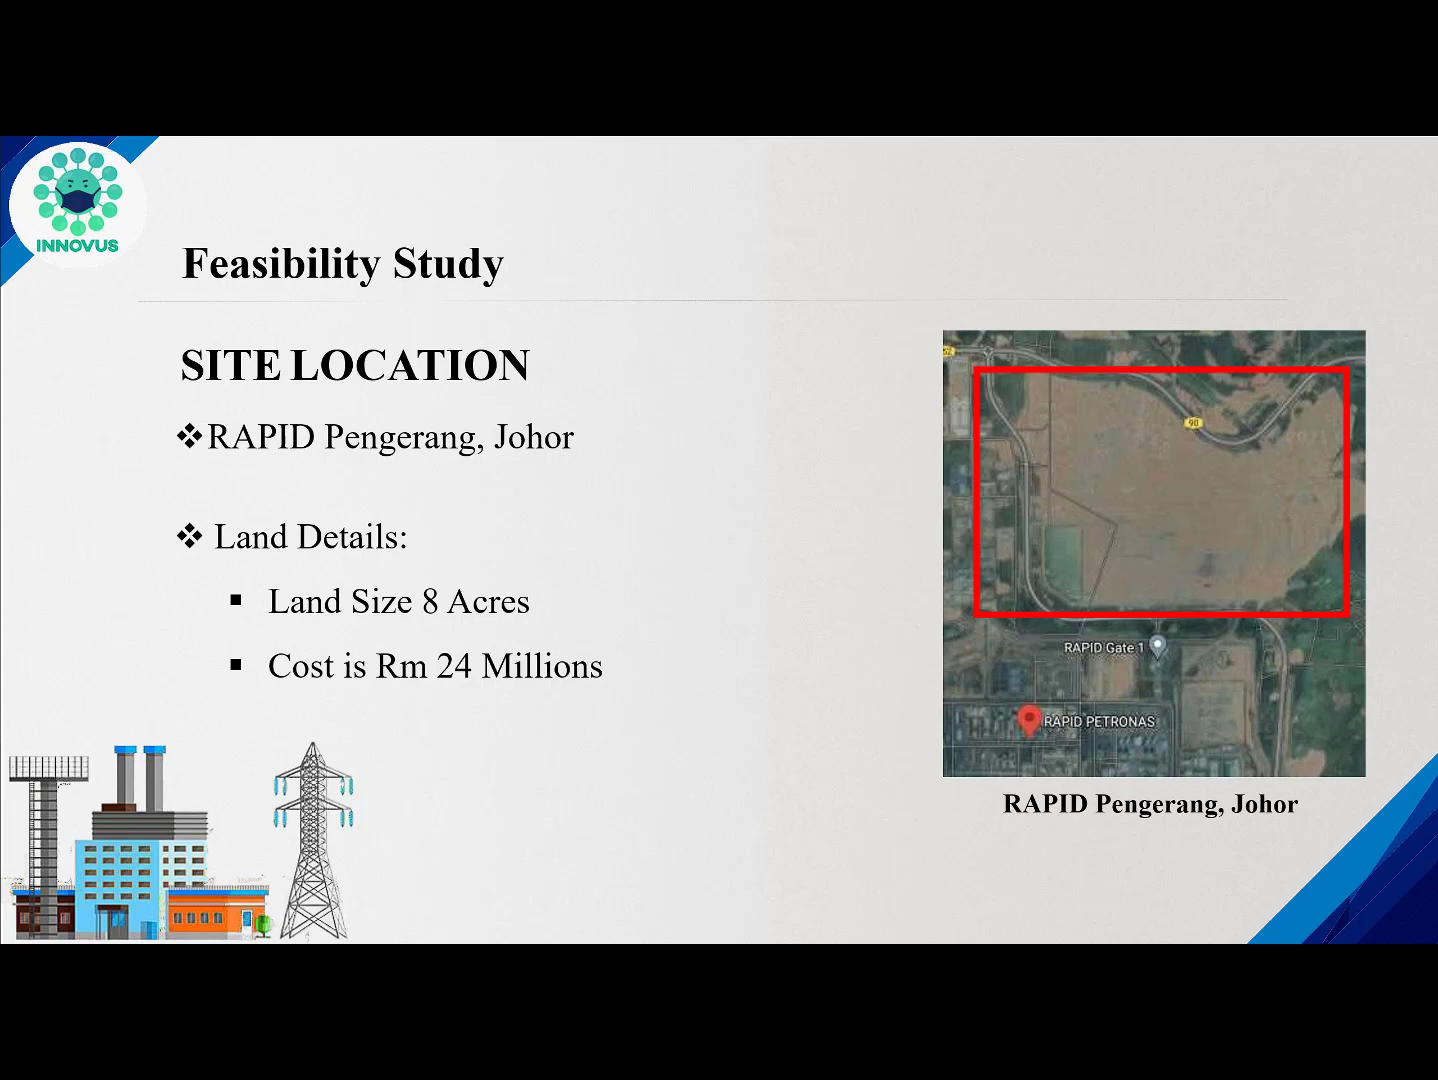 INNOVUS
Feasibility Study
SITE LOCATION
❖RAPID Pengerang, Johor
❖ Land Details:
▪ Land Size 8 Acres
▪ Cost is Rm 24 Millions
90
RAPID Gate 1
RAPID PETRONAS
RAPID Pengerang, Johor